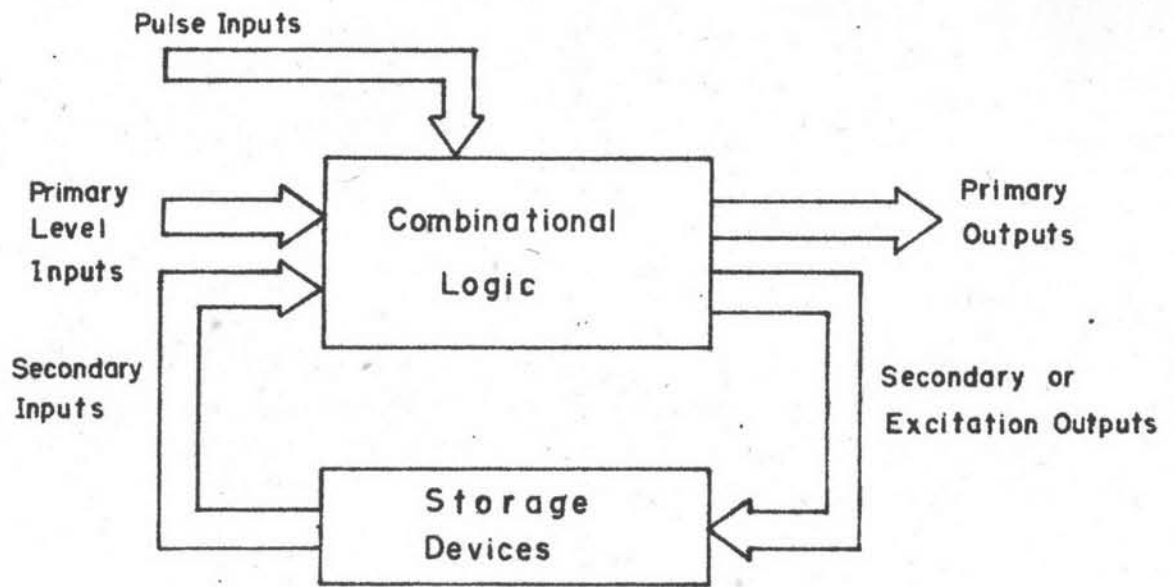 Pulse Inputs
Primary
Level
Inputs
Combinational
Logic
Primary
Outputs
Secondary
Inputs
Secondary or
Excitation Outputs
Storage
Devices